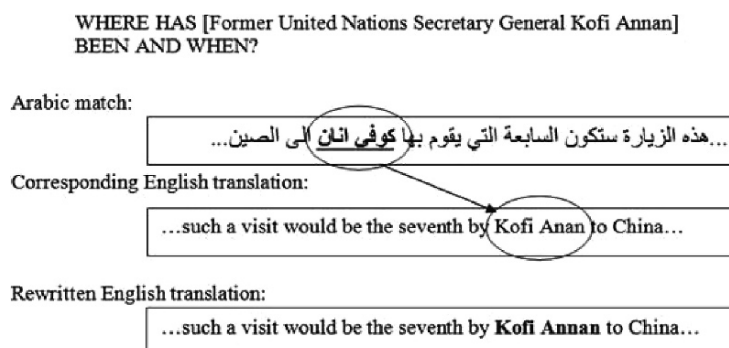 WHERE HAS [Former United Nations Secretary General Kofi Annan]
BEEN AND WHEN?
Arabic match:
...هذه الزيارة ستكون السابعة التي يقوم بها كوفي انان الى الصين...
Corresponding English translation:
...such a visit would be the seventh by Kofi Anan to China...
Rewritten English translation:
...such a visit would be the seventh by Kofi Annan to China...